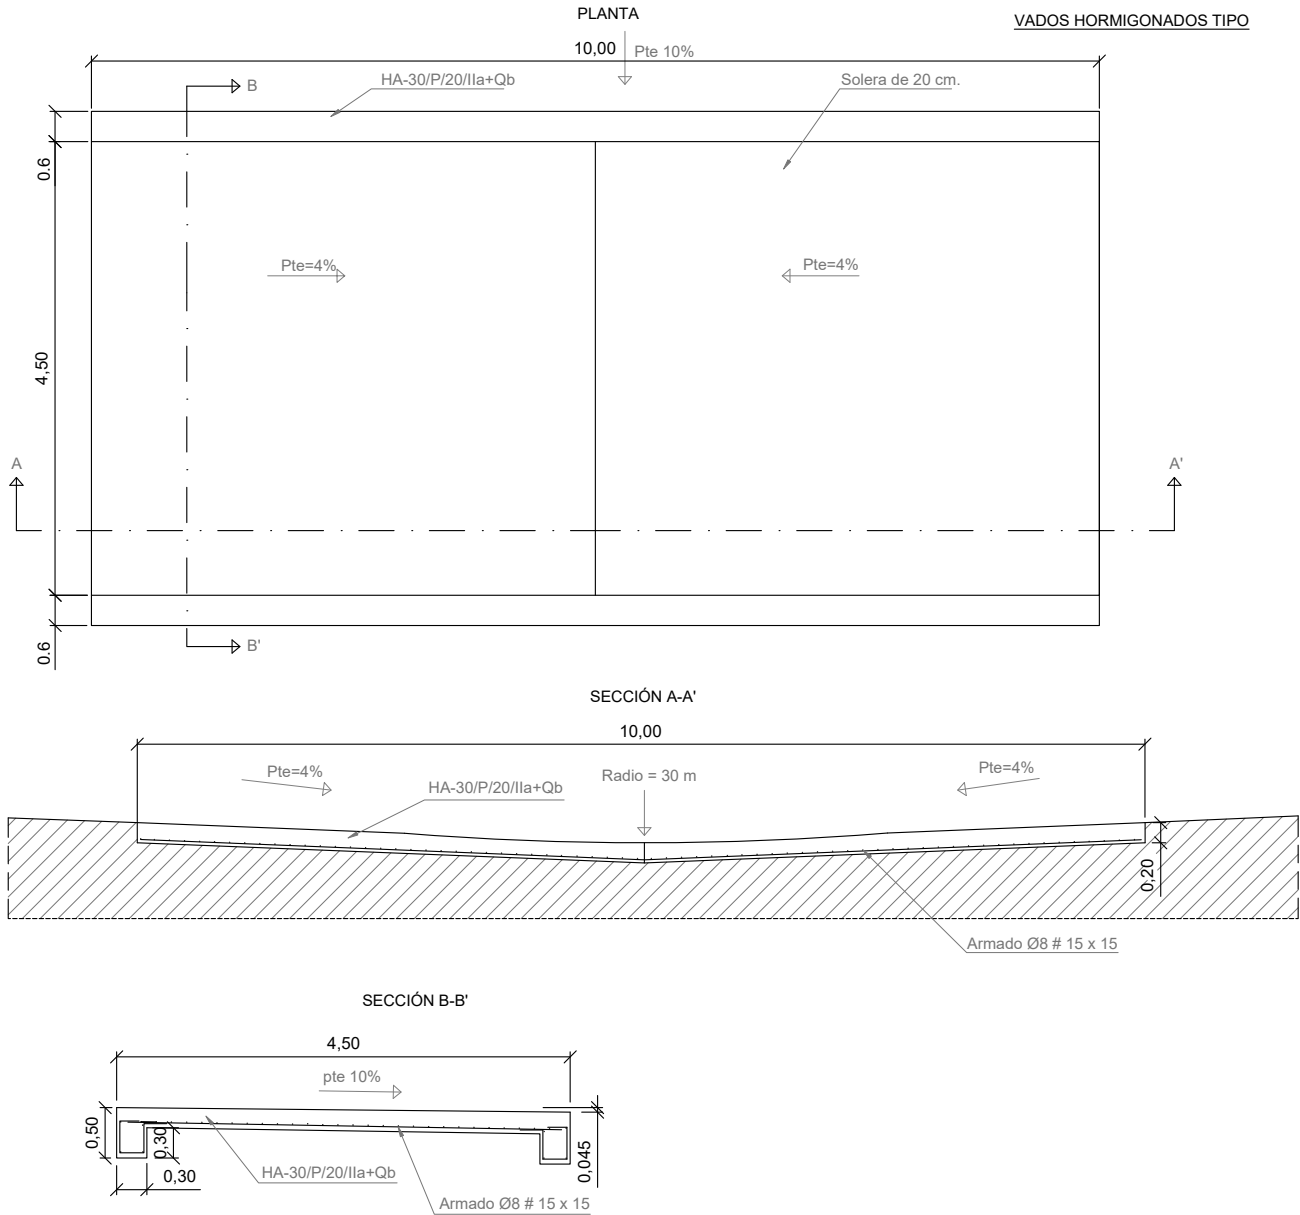 PLANTA
VADOS HORMIGONADOS TIPO
10,00
Pte 10%
HA-30/P/20/IIa+Qb
Solera de 20 cm.
B
0.6
Pte=4%
Pte=4%
4,50
A
A'
0.6
B'
SECCIÓN A-A'
10,00
Pte=4%
HA-30/P/20/IIa+Qb
Radio = 30 m
Pte=4%
0,20
Armado Ø8 # 15 x 15
SECCIÓN B-B'
4,50
pte 10%
0,50
0,30
0,045
0,30
HA-30/P/20/IIa+Qb
Armado Ø8 # 15 x 15